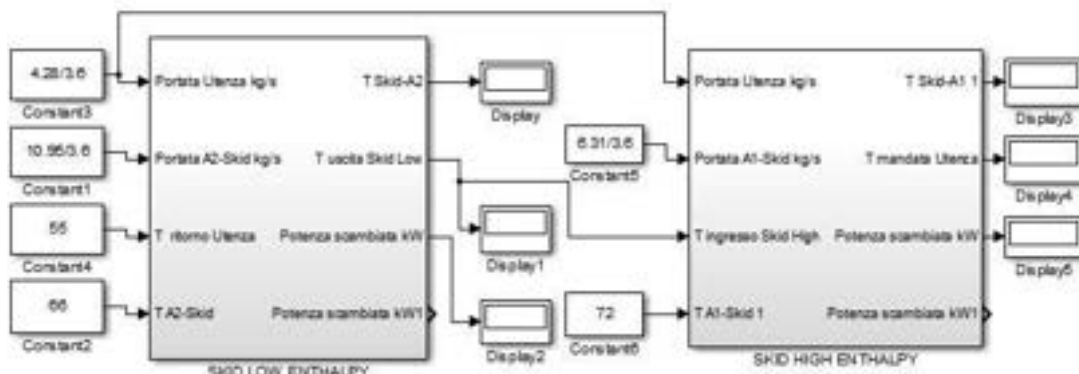 4.28/3.6
Constant3
10.95/3.6
Constant1
55
Constant4
66
Constant2
Portata Utenza kg/s
Portata A2-Skid kg/s
T ritorno Utenza
T A2-Skid
T Skid-A2
T uscita Skid Low
Potenza scambiata kW
Potenza scambiata kW1
SKID LOW ENTHALPY
Display
Display1
Display2
6.31/3.6
Constant5
72
Constant6
Portata Utenza kg/s
Portata A1-Skid kg/s
T ingresso Skid High
T A1-Skid 1
T Skid-A1 1
T mandata Utenza
Potenza scambiata kW
Potenza scambiata kW1
SKID HIGH ENTHALPY
Display3
Display4
Display5